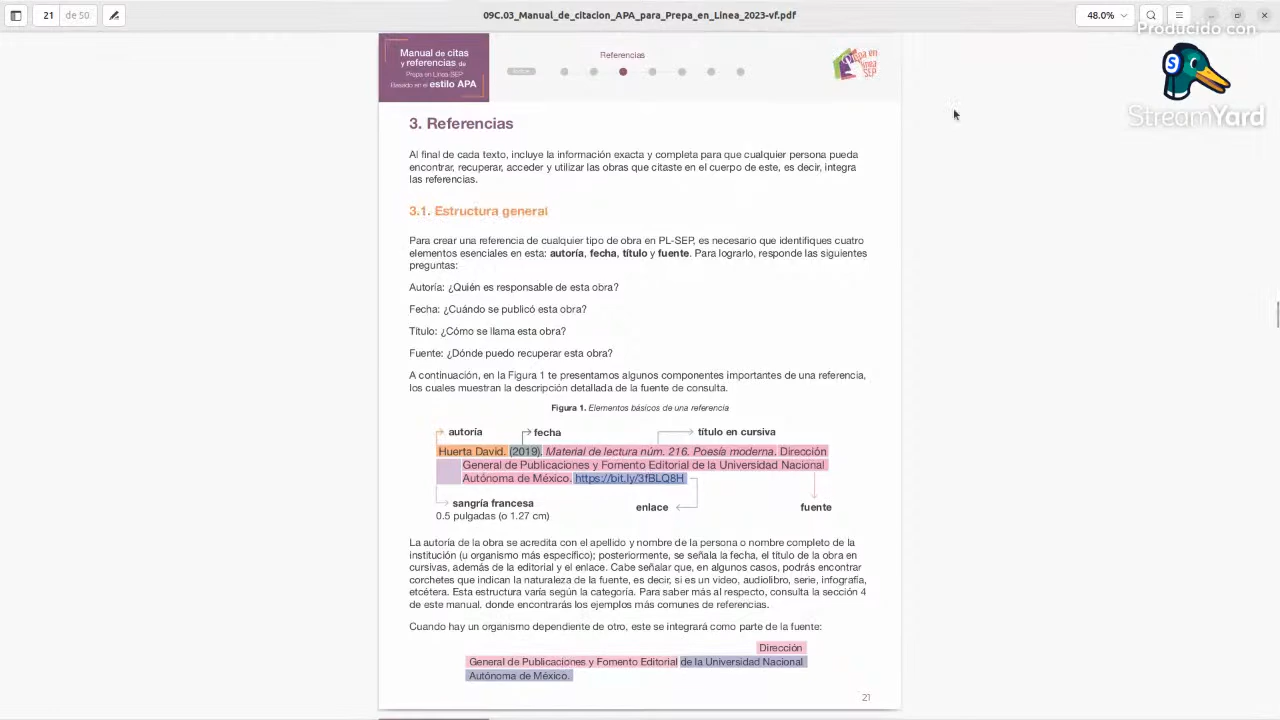 21
de 50
09C.03_Manual_de_citacion_APA_para_Prepa_en_Linea_2023-vf.pdf
48.0%
Producido con
StreamYard
Manual de citas
y referencias de
Prepa en Línea-SEP
Basado en el estilo APA
Referencias
Prepa en
Línea
SEP
3. Referencias
Al final de cada texto, incluye la información exacta y completa para que cualquier persona pueda
encontrar, recuperar, acceder y utilizar las obras que citaste en el cuerpo de este, es decir, integra
las referencias.
3.1. Estructura general
Para crear una referencia de cualquier tipo de obra en PL-SEP, es necesario que identifiques cuatro
elementos esenciales en esta: autoría, fecha, título y fuente. Para lograrlo, responde las siguientes
preguntas:
Autoría: ¿Quién es responsable de esta obra?
Fecha: ¿Cuándo se publicó esta obra?
Título: ¿Cómo se llama esta obra?
Fuente: ¿Dónde puedo recuperar esta obra?
A continuación, en la Figura 1 te presentamos algunos componentes importantes de una referencia,
los cuales muestran la descripción detallada de la fuente de consulta.
Figura 1. Elementos básicos de una referencia
autoría
fecha
título en cursiva
Huerta David. (2019). Material de lectura núm. 216. Poesía moderna. Dirección
General de Publicaciones y Fomento Editorial de la Universidad Nacional
Autónoma de México. https://bit.ly/3fBLQ8H
sangría francesa
0.5 pulgadas (o 1.27 cm)
enlace
fuente
La autoría de la obra se acredita con el apellido y nombre de la persona o nombre completo de la
institución (u organismo más específico); posteriormente, se señala la fecha, el título de la obra en
cursivas, además de la editorial y el enlace. Cabe señalar que, en algunos casos, podrás encontrar
corchetes que indican la naturaleza de la fuente, es decir, si es un video, audiolibro, serie, infografía,
etcétera. Esta estructura varía según la categoría. Para saber más al respecto, consulta la sección 4
de este manual. donde encontrarás los ejemplos más comunes de referencias.
Cuando hay un organismo dependiente de otro, este se integrará como parte de la fuente:
Dirección
General de Publicaciones y Fomento Editorial de la Universidad Nacional
Autónoma de México.
21